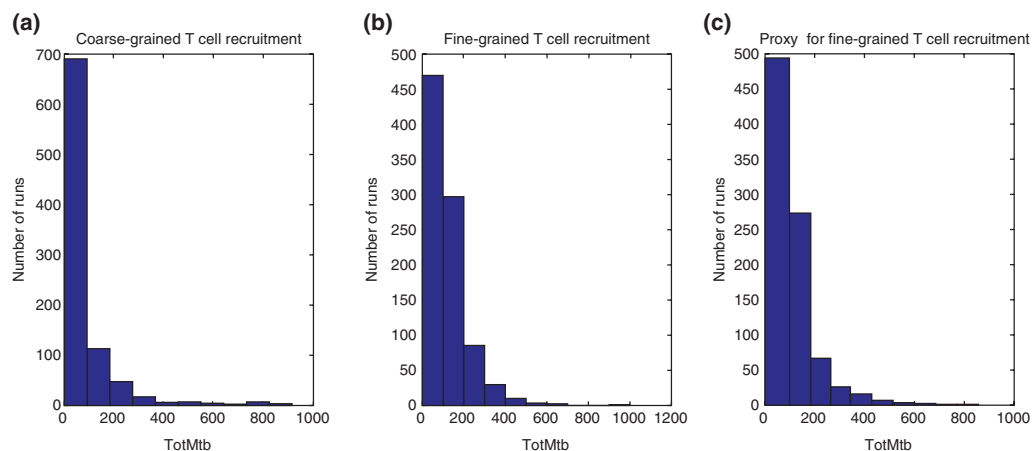 (a)
Coarse-grained T cell recruitment
700
600
500
400
300
200
100
0
0 200 400 600 800 1000
Number of runs
TotMtb
(b)
Fine-grained T cell recruitment
500
450
400
350
300
250
200
150
100
50
0
0 200 400 600 800 1000 1200
Number of runs
TotMtb
(c)
Proxy for fine-grained T cell recruitment
500
450
400
350
300
250
200
150
100
50
0
0 200 400 600 800 1000
Number of runs
TotMtb